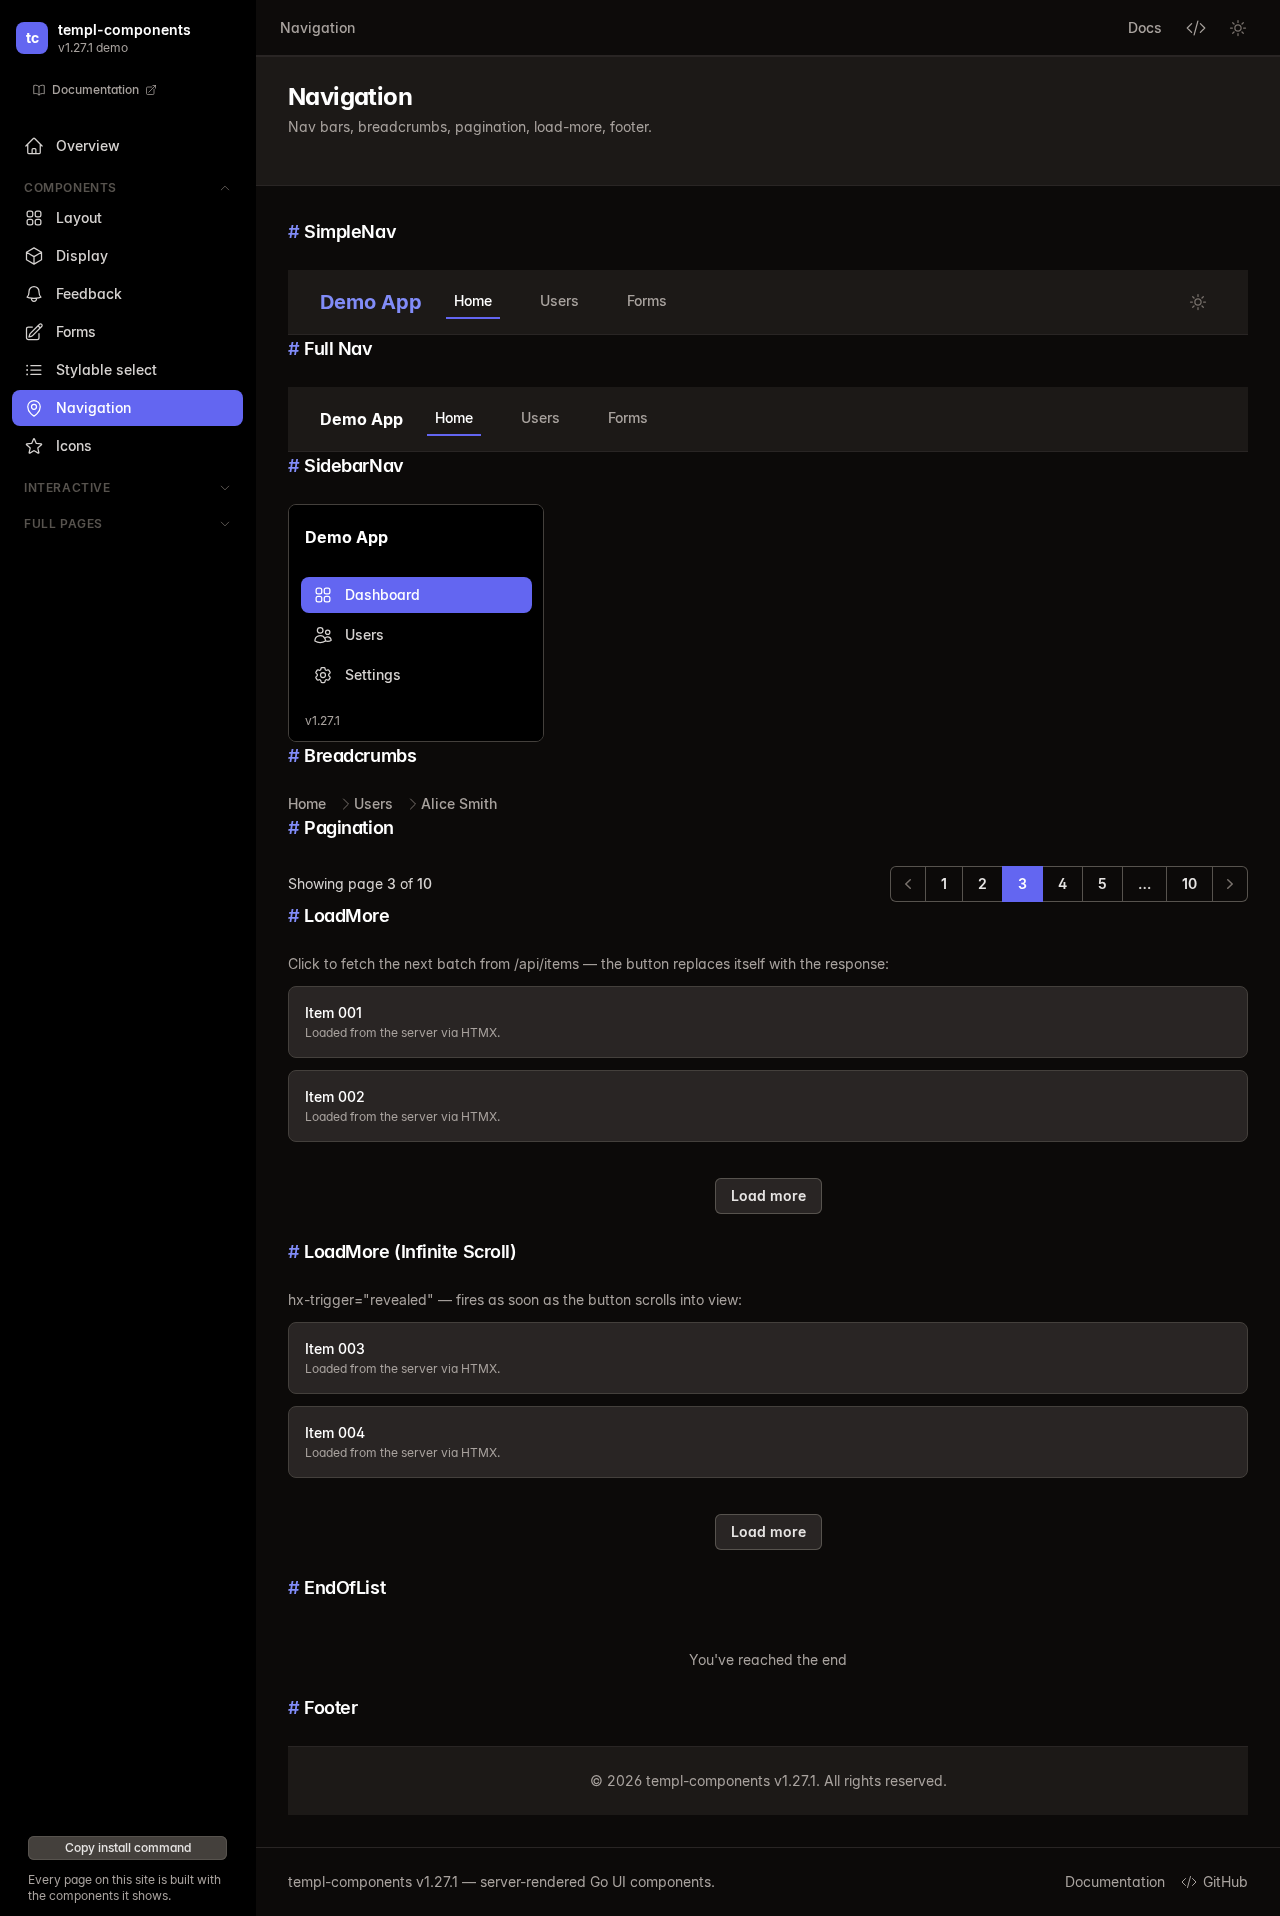 tc
templ-components
v1.27.1 demo
Documentation
Overview
COMPONENTS
Layout
Display
Feedback
Forms
Stylable select
Navigation
Icons
INTERACTIVE
FULL PAGES
Copy install command
Every page on this site is built with
the components it shows.
Navigation
Docs
Navigation
Nav bars, breadcrumbs, pagination, load-more, footer.
# SimpleNav
Demo App Home Users Forms
# Full Nav
Demo App Home Users Forms
# SidebarNav
Demo App
Dashboard
Users
Settings
v1.27.1
# Breadcrumbs
Home Users Alice Smith
# Pagination
Showing page 3 of 10 1 2 3 4 5 ... 10
# LoadMore
Click to fetch the next batch from /api/items — the button replaces itself with the response:
Item 001
Loaded from the server via HTMX.
Item 002
Loaded from the server via HTMX.
Load more
# LoadMore (Infinite Scroll)
hx-trigger="revealed" — fires as soon as the button scrolls into view:
Item 003
Loaded from the server via HTMX.
Item 004
Loaded from the server via HTMX.
Load more
# EndOfList
You've reached the end
# Footer
© 2026 templ-components v1.27.1. All rights reserved.
templ-components v1.27.1 — server-rendered Go UI components. Documentation GitHub